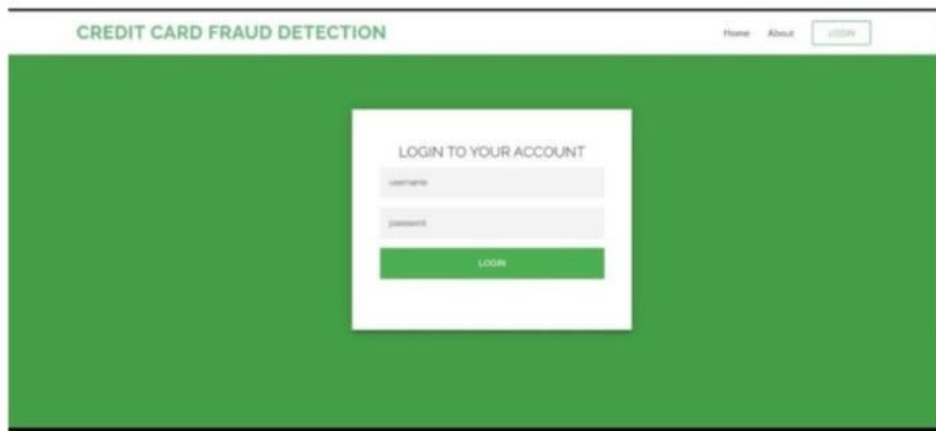 CREDIT CARD FRAUD DETECTION
Home About LOGIN
LOGIN TO YOUR ACCOUNT
username
password
LOGIN